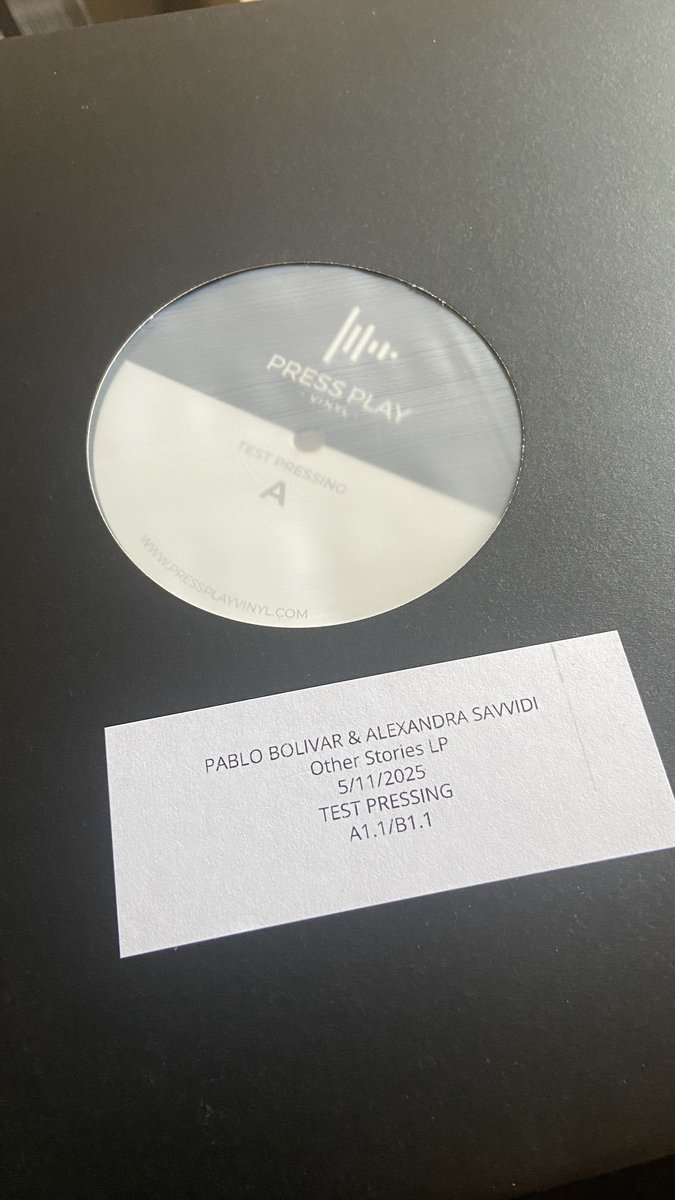 PRESS PLAY
VINYL
TEST PRESSING
A
WWW.PRESSPLAYVINYL.COM
PABLO BOLIVAR & ALEXANDRA SAVVIDI
Other Stories LP
5/11/2025
TEST PRESSING
A1.1/B1.1